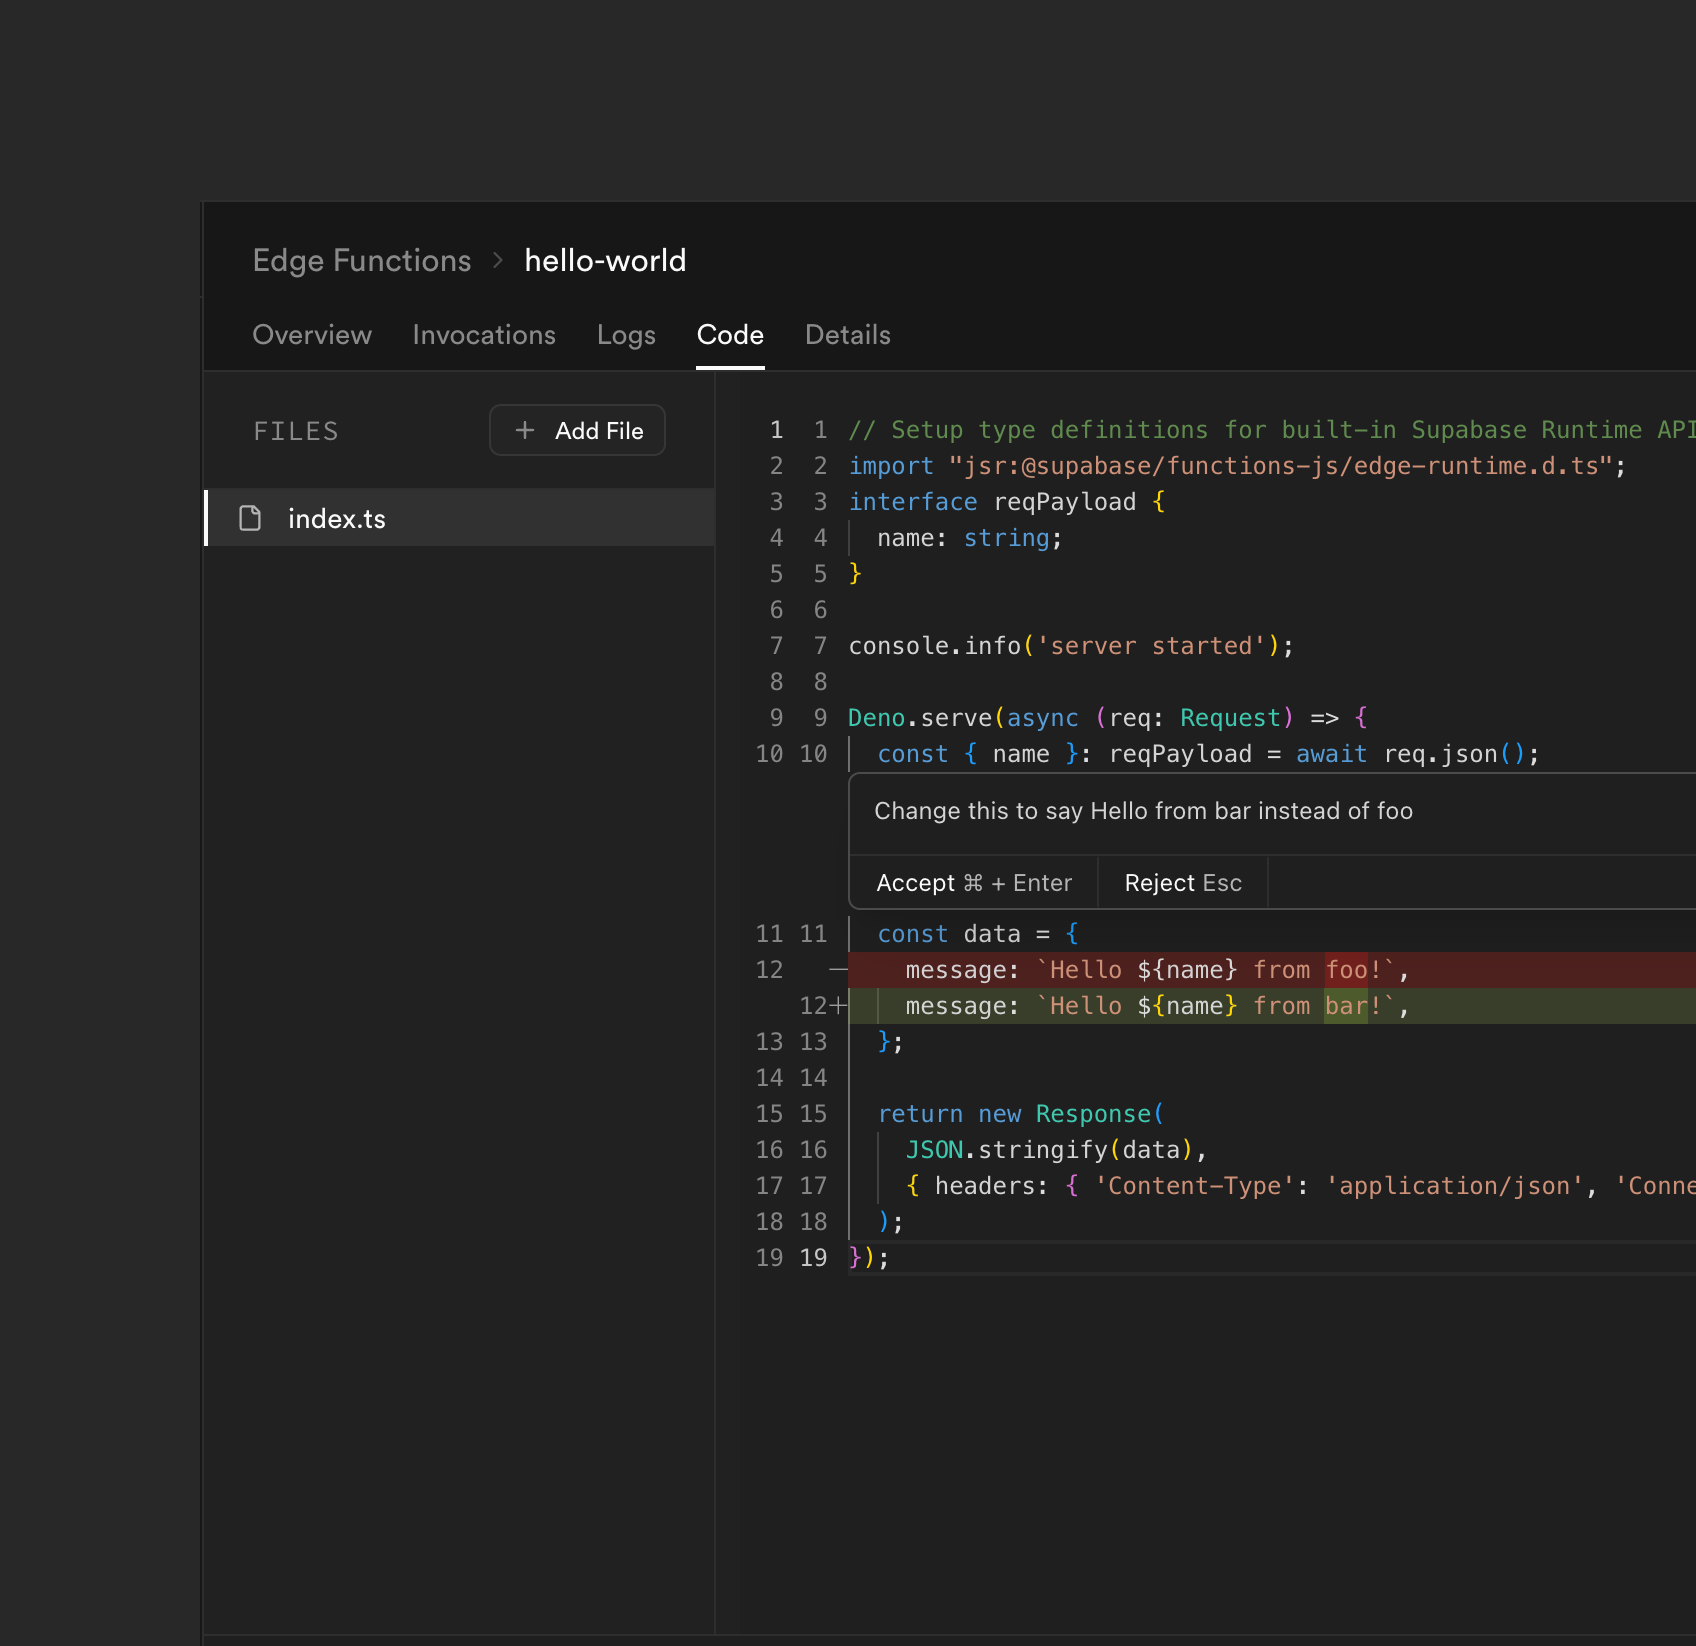 Edge Functions > hello-world
Overview Invocations Logs Code Details
FILES + Add File
index.ts
1 1 // Setup type definitions for built-in Supabase Runtime API
2 2 import "jsr:@supabase/functions-js/edge-runtime.d.ts";
3 3 interface reqPayload {
4 4   name: string;
5 5 }
6 6
7 7 console.info('server started');
8 8
9 9 Deno.serve(async (req: Request) => {
10 10   const { name }: reqPayload = await req.json();
Change this to say Hello from bar instead of foo
Accept ⌘ + Enter Reject Esc
11 11   const data = {
12 —     message: `Hello ${name} from foo!`,
12+     message: `Hello ${name} from bar!`,
13 13   };
14 14
15 15   return new Response(
16 16     JSON.stringify(data),
17 17     { headers: { 'Content-Type': 'application/json', 'Conne
18 18   );
19 19 });